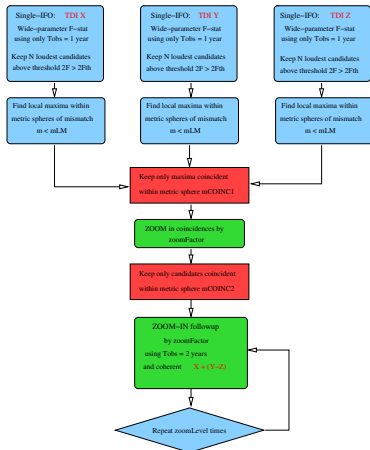 Single-IFO: TDI X
Wide-parameter F-stat
using only Tobs = 1 year
Keep N loudest candidates
above threshold 2F > 2Fth
Single-IFO: TDI Y
Wide-parameter F-stat
using only Tobs = 1 year
Keep N loudest candidates
above threshold 2F > 2Fth
Single-IFO: TDI Z
Wide-parameter F-stat
using only Tobs = 1 year
Keep N loudest candidates
above threshold 2F > 2Fth
Find local maxima within
metric spheres of mismatch
m < mLM
Find local maxima within
metric spheres of mismatch
m < mLM
Find local maxima within
metric spheres of mismatch
m < mLM
Keep only maxima coincident
within metric sphere mCOINC1
ZOOM in coincidences by
zoomFactor
Keep only candidates coincident
within metric sphere mCOINC2
ZOOM-IN followup
by zoomFactor
using Tobs = 2 years
and coherent X + (Y-Z)
Repeat zoomLevel times